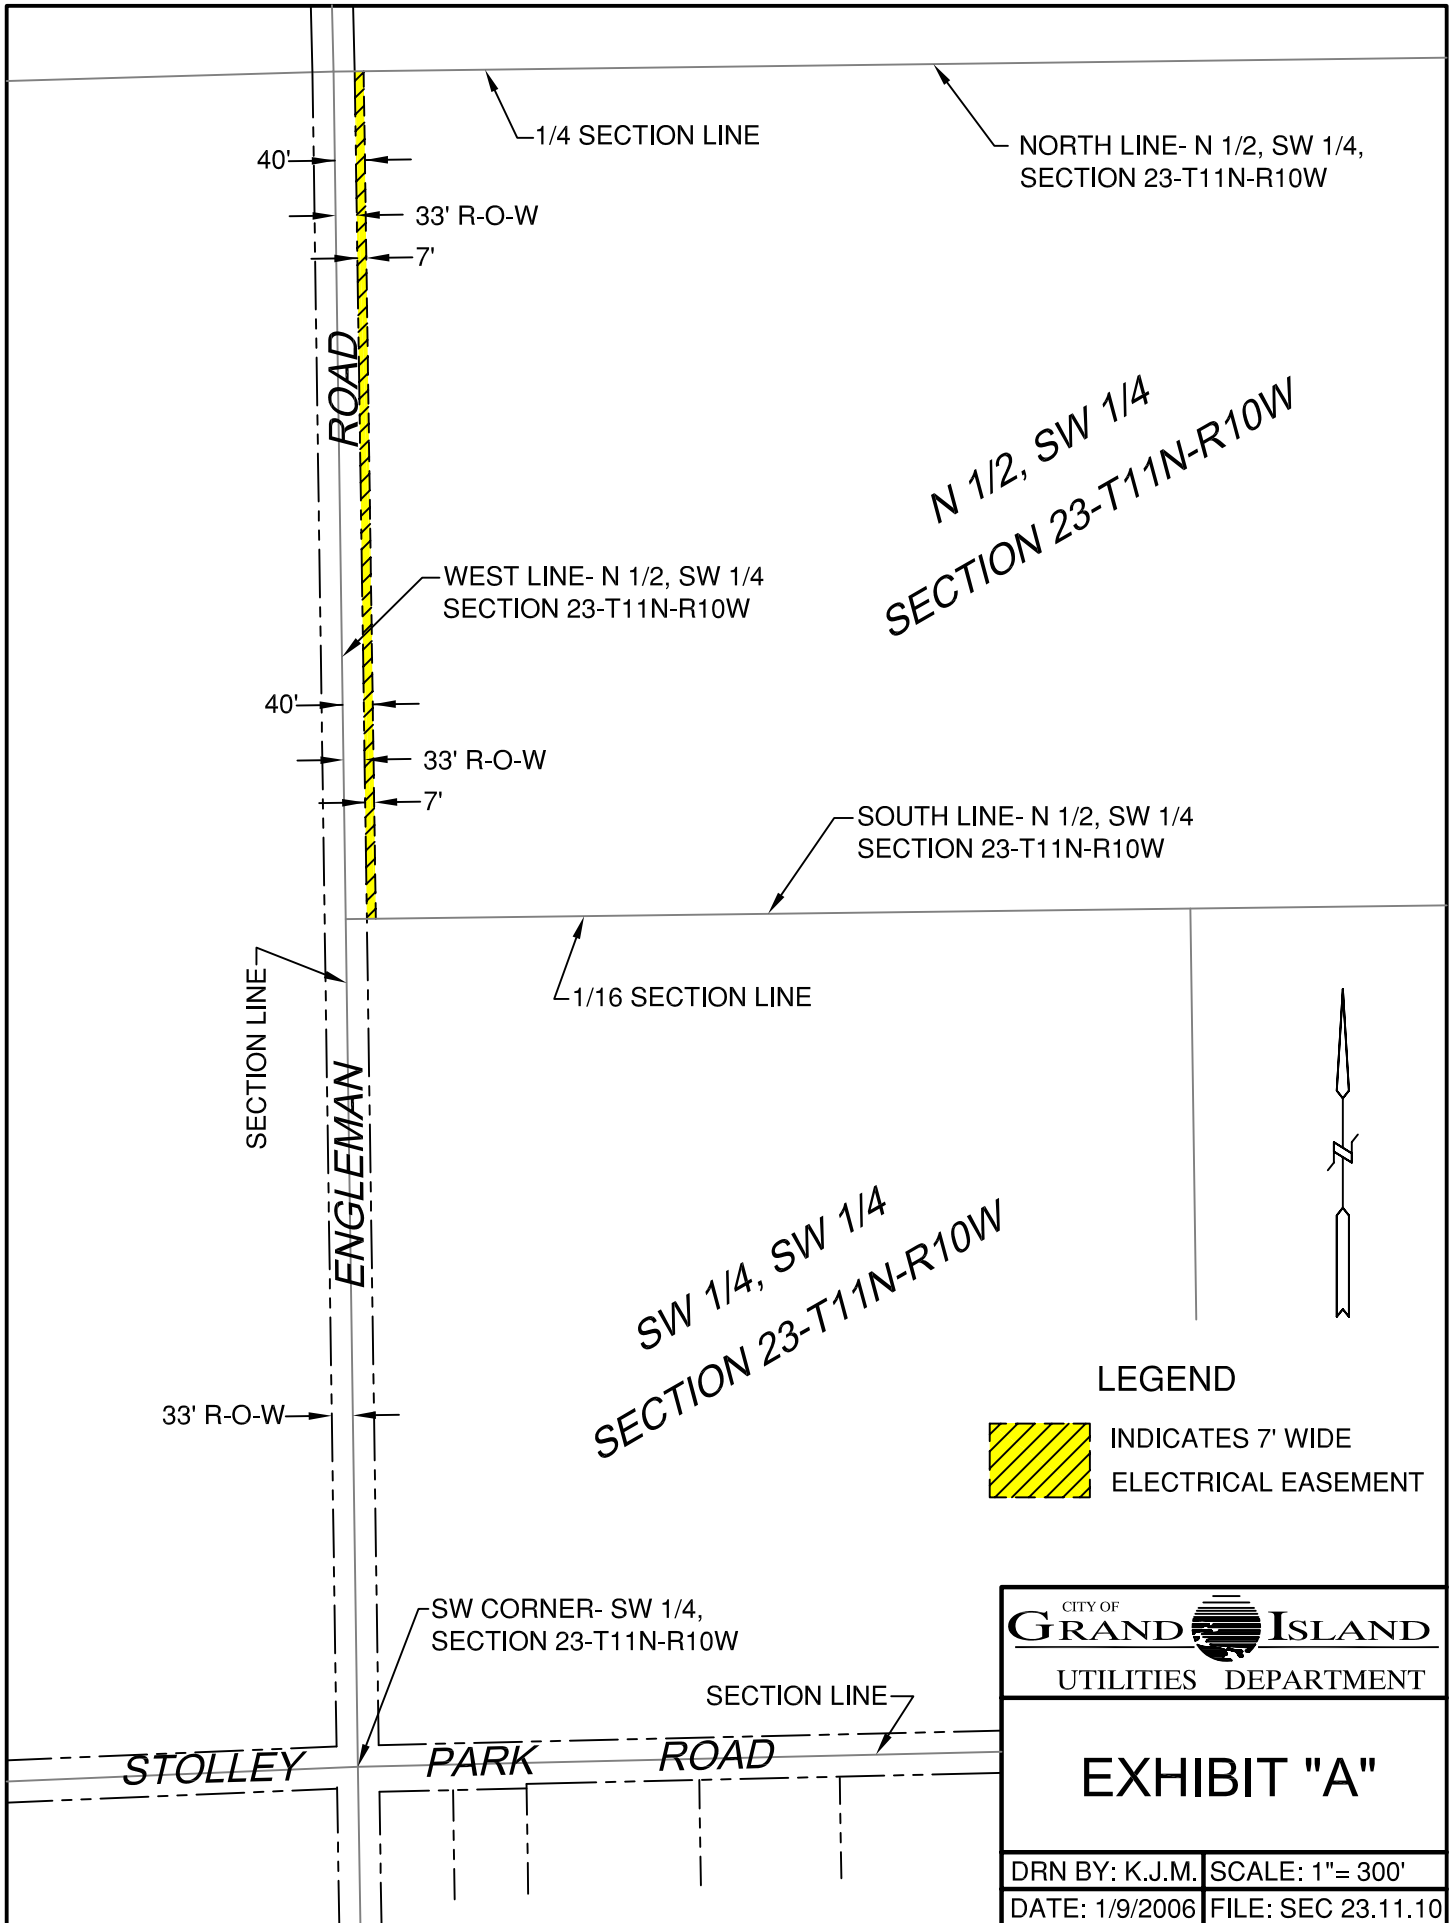 1/4 SECTION LINE
NORTH LINE- N 1/2, SW 1/4,
SECTION 23-T11N-R10W
40'
33' R-O-W
7'
ROAD
N 1/2, SW 1/4
SECTION 23-T11N-R10W
WEST LINE- N 1/2, SW 1/4
SECTION 23-T11N-R10W
40'
33' R-O-W
7'
SOUTH LINE- N 1/2, SW 1/4
SECTION 23-T11N-R10W
SECTION LINE
1/16 SECTION LINE
ENGLEMAN
N
SW 1/4, SW 1/4
SECTION 23-T11N-R10W
LEGEND
33' R-O-W
INDICATES 7' WIDE
ELECTRICAL EASEMENT
SW CORNER- SW 1/4,
SECTION 23-T11N-R10W
SECTION LINE
STOLLEY PARK ROAD
CITY OF
GRAND ISLAND
UTILITIES DEPARTMENT
EXHIBIT "A"
DRN BY: K.J.M. SCALE: 1"= 300'
DATE: 1/9/2006 FILE: SEC 23.11.10